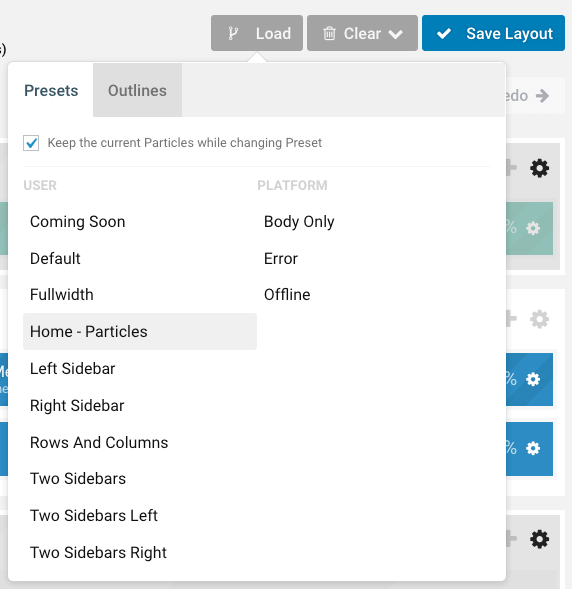 Load
Clear
Save Layout
s)
Presets
Outlines
edo
Keep the current Particles while changing Preset
USER
PLATFORM
Coming Soon
Body Only
%
Default
Error
Fullwidth
Offline
Home - Particles
Left Sidebar
%
Right Sidebar
Rows And Columns
%
Two Sidebars
Two Sidebars Left
Two Sidebars Right